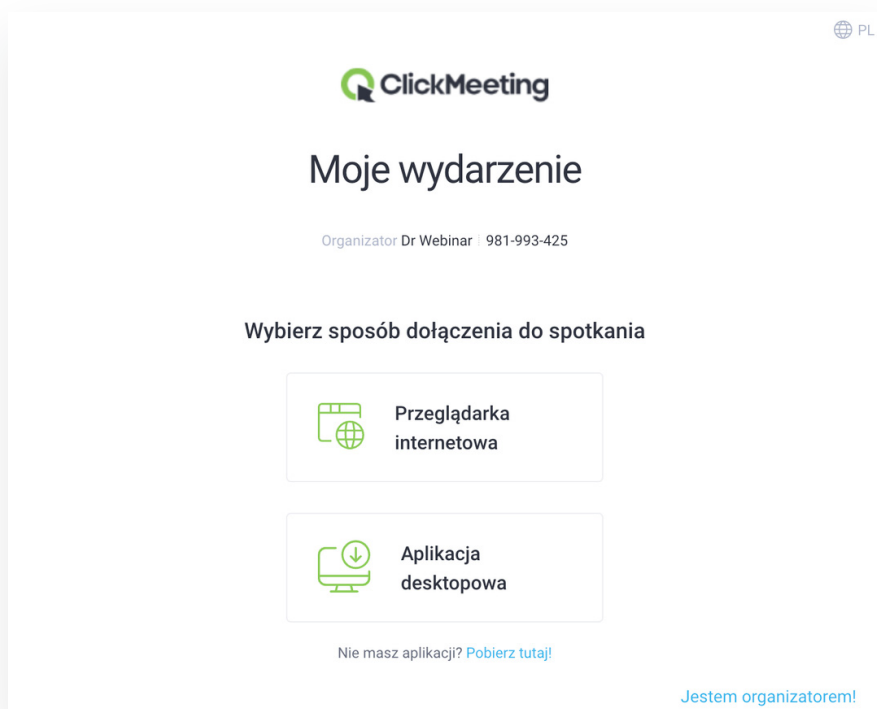 PL
ClickMeeting
Moje wydarzenie
Organizator Dr Webinar | 981-993-425
Wybierz sposób dołączenia do spotkania
Przeglądarka
internetowa
Aplikacja
desktopowa
Nie masz aplikacji? Pobierz tutaj!
Jestem organizatorem!